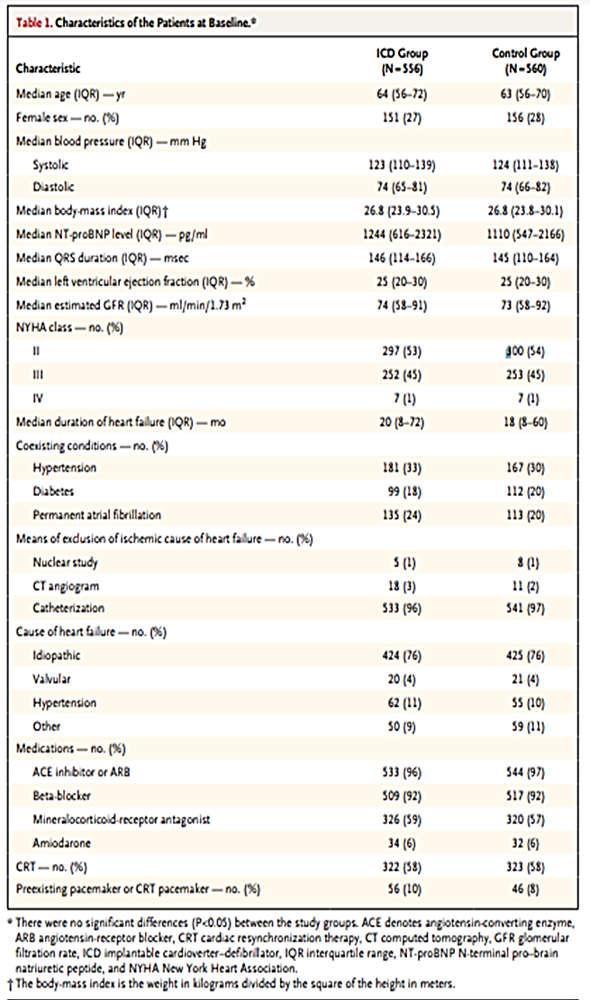 Table 1. Characteristics of the Patients at Baseline.*
Characteristic ICD Group (N=556) Control Group (N=560)
Median age (IQR) — yr 64 (56–72) 63 (56–70)
Female sex — no. (%) 151 (27) 156 (28)
Median blood pressure (IQR) — mm Hg
Systolic 123 (110–139) 124 (111–138)
Diastolic 74 (65–81) 74 (66–82)
Median body-mass index (IQR)† 26.8 (23.9–30.5) 26.8 (23.8–30.1)
Median NT-proBNP level (IQR) — pg/ml 1244 (616–2321) 1110 (547–2166)
Median QRS duration (IQR) — msec 146 (114–166) 145 (110–164)
Median left ventricular ejection fraction (IQR) — % 25 (20–30) 25 (20–30)
Median estimated GFR (IQR) — ml/min/1.73 m² 74 (58–91) 73 (58–92)
NYHA class — no. (%)
II 297 (53) 300 (54)
III 252 (45) 253 (45)
IV 7 (1) 7 (1)
Median duration of heart failure (IQR) — mo 20 (8–72) 18 (8–60)
Coexisting conditions — no. (%)
Hypertension 181 (33) 167 (30)
Diabetes 99 (18) 112 (20)
Permanent atrial fibrillation 135 (24) 113 (20)
Means of exclusion of ischemic cause of heart failure — no. (%)
Nuclear study 5 (1) 8 (1)
CT angiogram 18 (3) 11 (2)
Catheterization 533 (96) 541 (97)
Cause of heart failure — no. (%)
Idiopathic 424 (76) 425 (76)
Valvular 20 (4) 21 (4)
Hypertension 62 (11) 55 (10)
Other 50 (9) 59 (11)
Medications — no. (%)
ACE inhibitor or ARB 533 (96) 544 (97)
Beta-blocker 509 (92) 517 (92)
Mineralocorticoid-receptor antagonist 326 (59) 320 (57)
Amiodarone 34 (6) 32 (6)
CRT — no. (%) 322 (58) 323 (58)
Preexisting pacemaker or CRT pacemaker — no. (%) 56 (10) 46 (8)
* There were no significant differences (P<0.05) between the study groups. ACE denotes angiotensin-converting enzyme,
ARB angiotensin-receptor blocker, CRT cardiac resynchronization therapy, CT computed tomography, GFR glomerular
filtration rate, ICD implantable cardioverter–defibrillator, IQR interquartile range, NT-proBNP N-terminal pro–brain
natriuretic peptide, and NYHA New York Heart Association.
† The body-mass index is the weight in kilograms divided by the square of the height in meters.